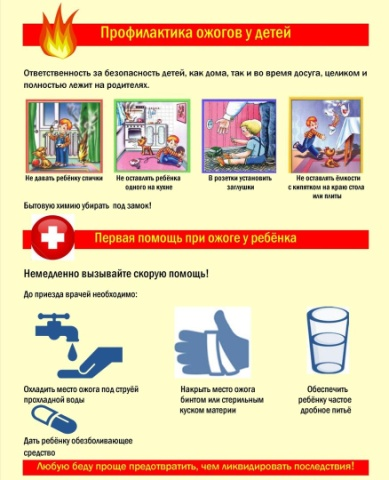 Профилактика ожогов у детей
Ответственность за безопасность детей, как дома, так и во время досуга, целиком и
полностью лежит на родителях.
Не давать ребёнку спички
Не оставлять ребёнка
одного на кухне
В розетки установить
заглушки
Не оставлять ёмкости
с кипятком на краю стола
или плиты
Бытовую химию убирать под замок!
Первая помощь при ожоге у ребёнка
Немедленно вызывайте скорую помощь!
До приезда врачей необходимо:
Охладить место ожога под струёй
прохладной воды
Накрыть место ожога
бинтом или стерильным
куском материи
Обеспечить
ребёнку частое
дробное питьё
Дать ребёнку обезболивающее
средство
Любую беду проще предотвратить, чем ликвидировать последствия!